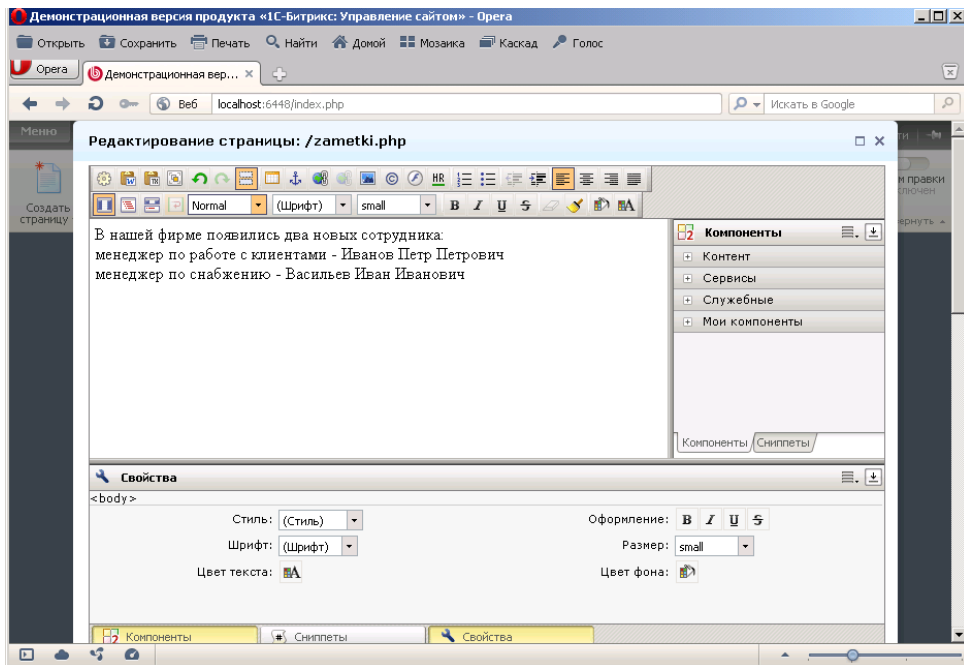 Демонстрационная версия продукта «1С-Битрикс: Управление сайтом» - Opera
Открыть Сохранить Печать Найти Домой Мозаика Каскад Голос
Opera Демонстрационная вер... ×
Веб localhost:6448/index.php Искать в Google
Меню
Редактирование страницы: /zametki.php
Создать страницу
HR
Normal (Шрифт) small B I U S
В нашей фирме появились два новых сотрудника:
менеджер по работе с клиентами - Иванов Петр Петрович
менеджер по снабжению - Васильев Иван Иванович
Компоненты
Контент
Сервисы
Служебные
Мои компоненты
Компоненты Сниппеты
Свойства
<body>
Стиль: (Стиль) Оформление: B I U S
Шрифт: (Шрифт) Размер: small
Цвет текста: Цвет фона:
Компоненты Сниппеты Свойства